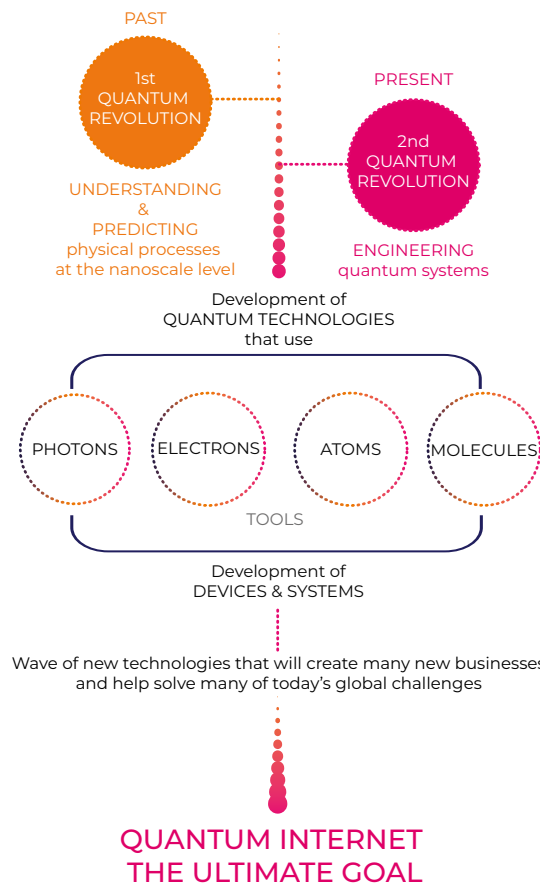 PAST
1st
QUANTUM
REVOLUTION
UNDERSTANDING
&
PREDICTING
physical processes
at the nanoscale level
PRESENT
2nd
QUANTUM
REVOLUTION
ENGINEERING
quantum systems
Development of
QUANTUM TECHNOLOGIES
that use
PHOTONS
ELECTRONS
ATOMS
MOLECULES
TOOLS
Development of
DEVICES & SYSTEMS
Wave of new technologies that will create many new businesses
and help solve many of today’s global challenges
QUANTUM INTERNET
THE ULTIMATE GOAL